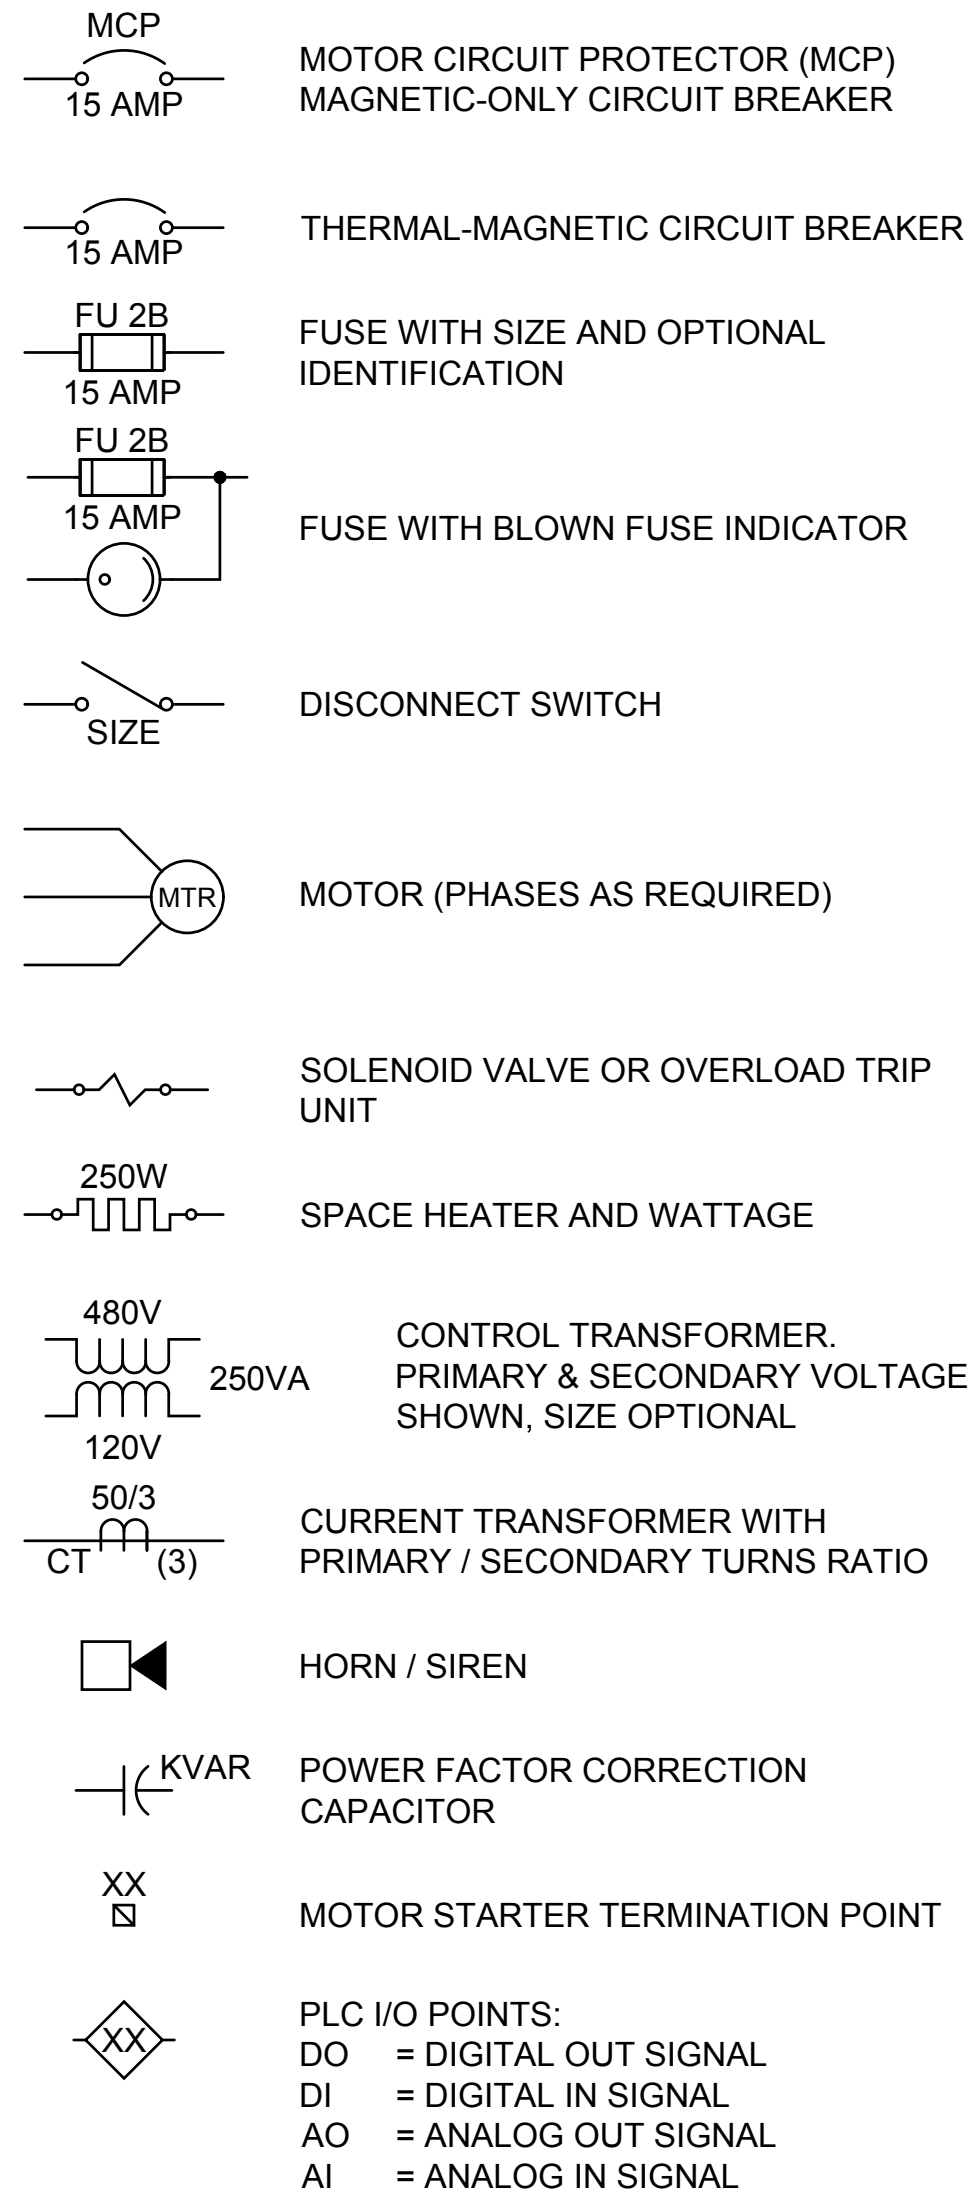 MCP
15 AMP
MOTOR CIRCUIT PROTECTOR (MCP)
MAGNETIC-ONLY CIRCUIT BREAKER
15 AMP
THERMAL-MAGNETIC CIRCUIT BREAKER
FU 2B
15 AMP
FUSE WITH SIZE AND OPTIONAL
IDENTIFICATION
FU 2B
15 AMP
FUSE WITH BLOWN FUSE INDICATOR
SIZE
DISCONNECT SWITCH
MTR
MOTOR (PHASES AS REQUIRED)
SOLENOID VALVE OR OVERLOAD TRIP
UNIT
250W
SPACE HEATER AND WATTAGE
480V
250VA
120V
CONTROL TRANSFORMER.
PRIMARY & SECONDARY VOLTAGE
SHOWN, SIZE OPTIONAL
50/3
CT (3)
CURRENT TRANSFORMER WITH
PRIMARY / SECONDARY TURNS RATIO
HORN / SIREN
KVAR
POWER FACTOR CORRECTION
CAPACITOR
XX
MOTOR STARTER TERMINATION POINT
XX
PLC I/O POINTS:
DO = DIGITAL OUT SIGNAL
DI = DIGITAL IN SIGNAL
AO = ANALOG OUT SIGNAL
AI = ANALOG IN SIGNAL